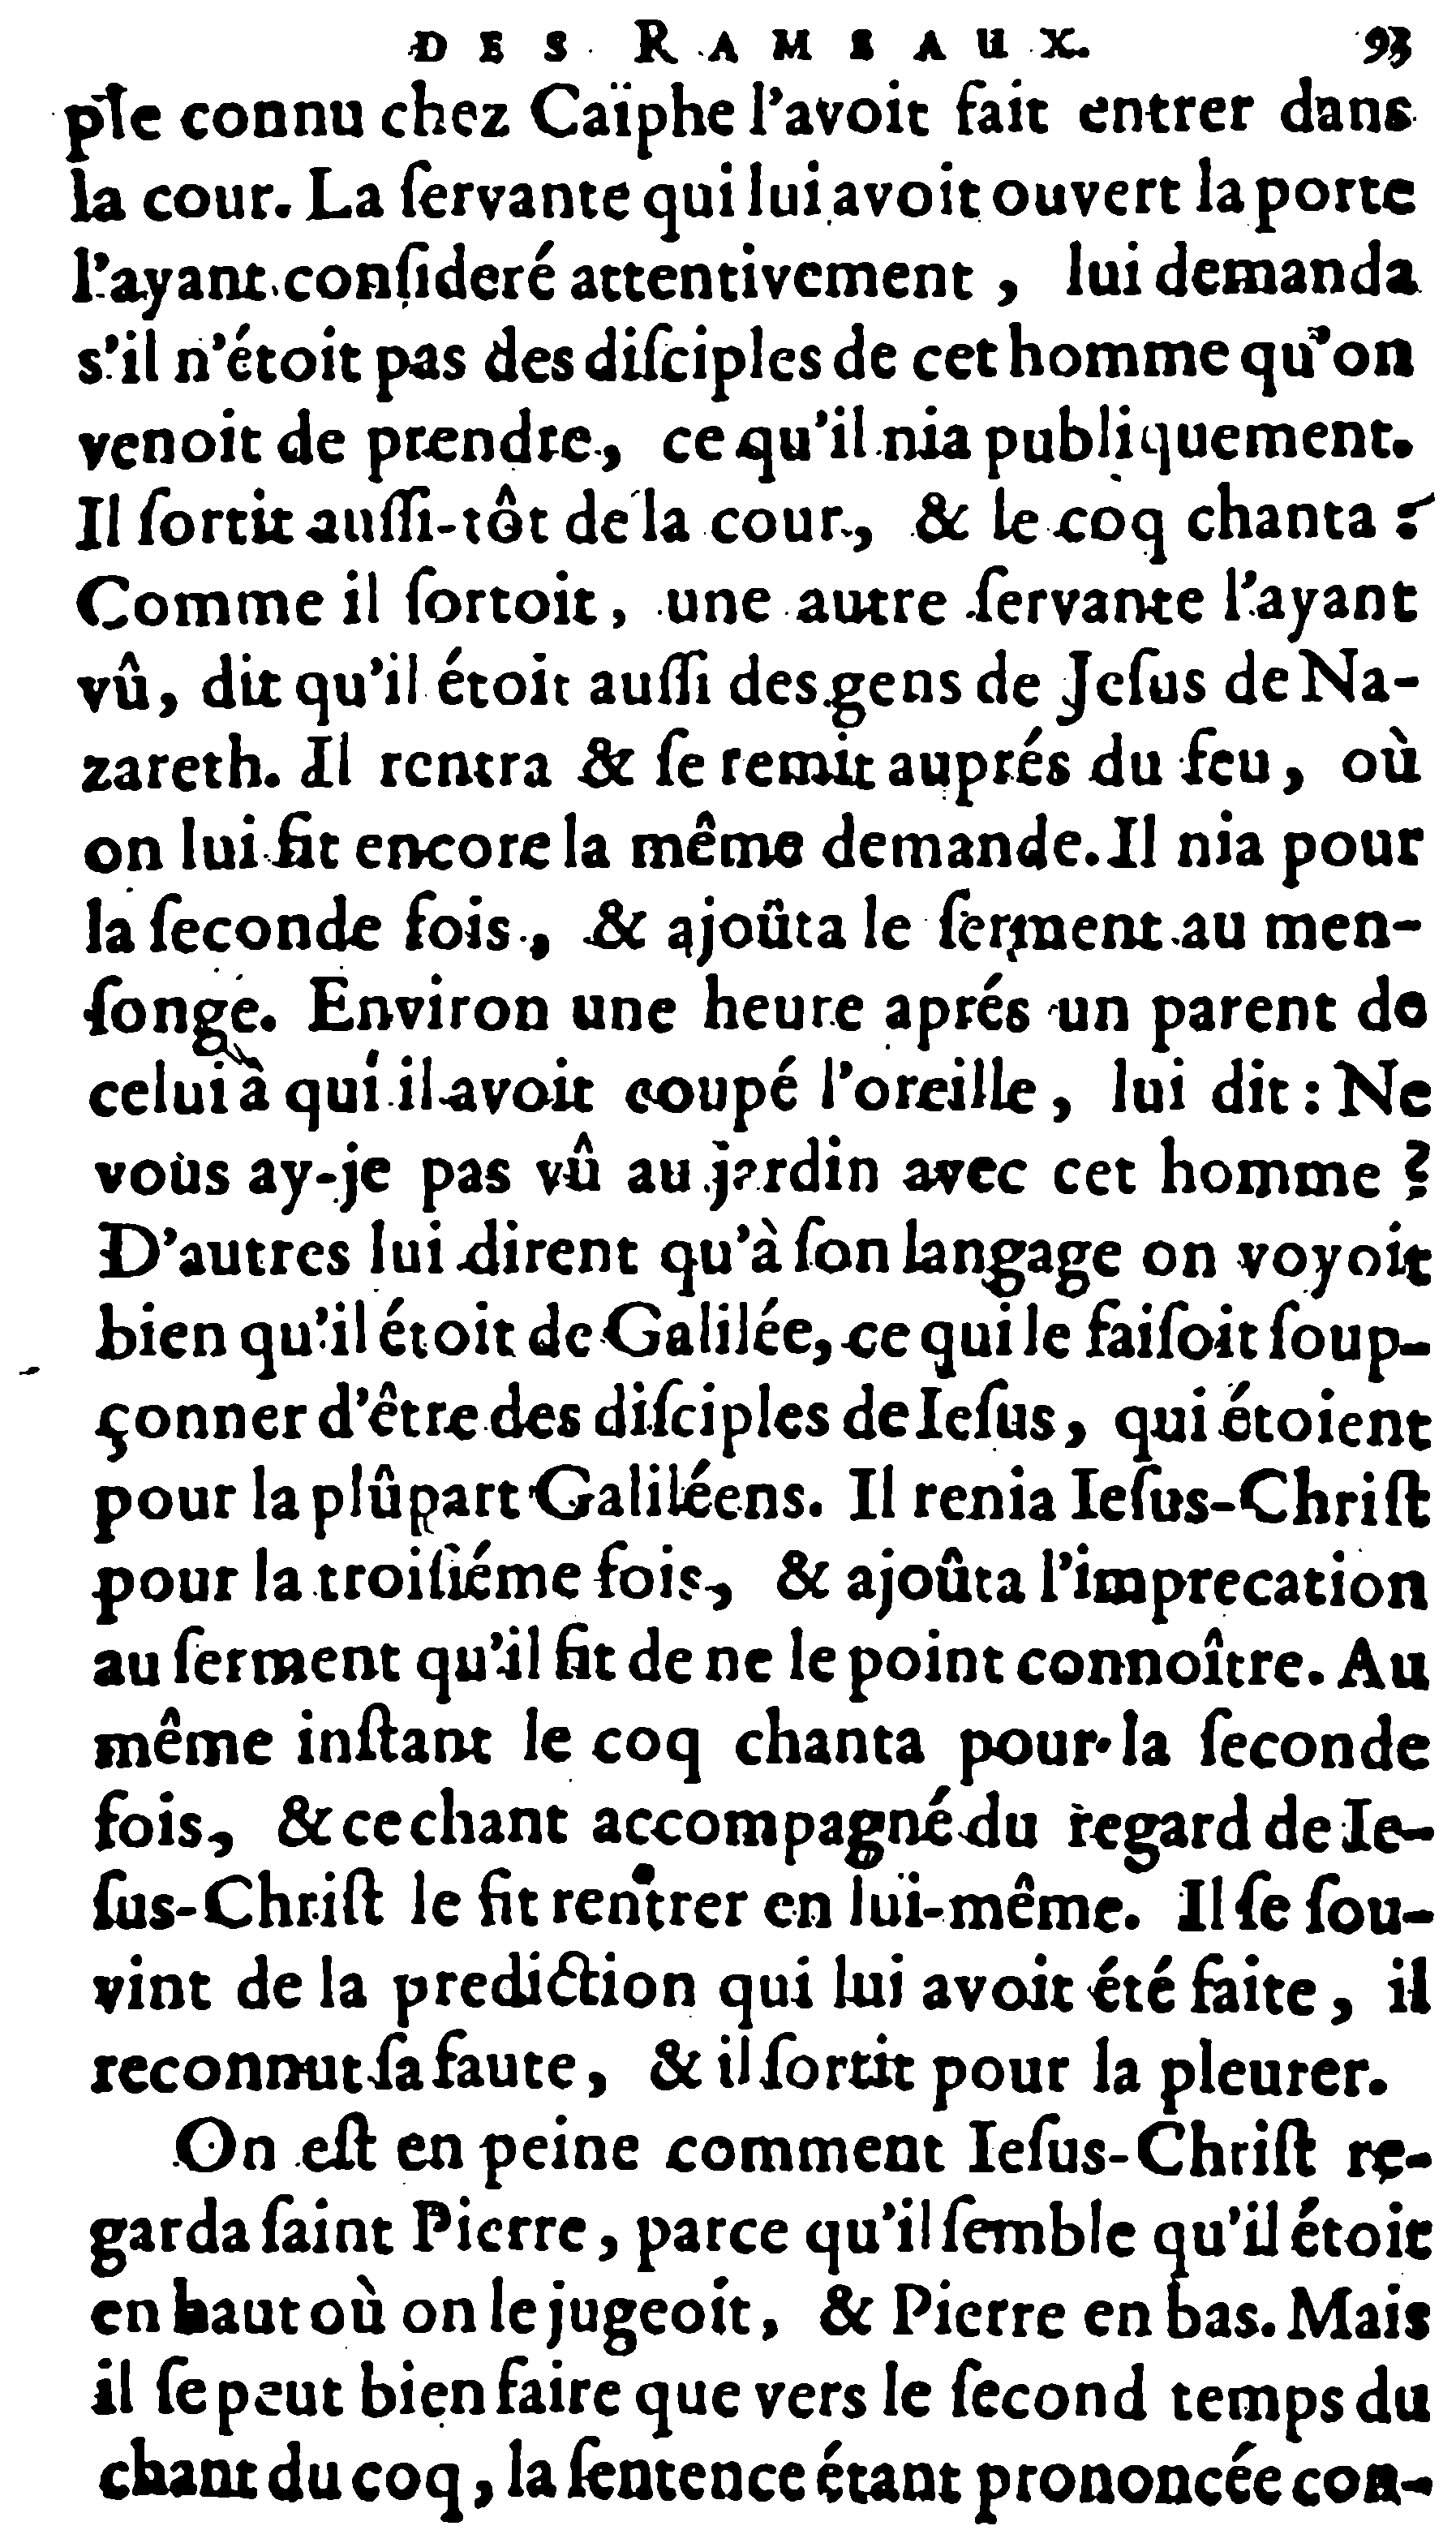 DES RAMEAUX. 93
ple connu chez Caïphe l'avoit fait entrer dans
la cour. La ſervante qui lui avoit ouvert la porte
l'ayant conſideré attentivement, lui demanda
s'il n'étoit pas des diſciples de cet homme qu'on
venoit de prendre, ce qu'il nia publiquement.
Il ſortit auſſi-tôt de la cour, & le coq chanta :
Comme il ſortoit, une autre ſervante l'ayant
vû, dit qu'il étoit auſſi des gens de Jeſus de Na-
zareth. Il rentra & ſe remit auprés du feu, où
on lui fit encore la même demande. Il nia pour
la ſeconde fois, & ajoûta le ſerment au men-
ſonge. Environ une heure aprés un parent de
celui à qui il avoit coupé l'oreille, lui dit : Ne
vous ay-je pas vû au jardin avec cet homme ?
D'autres lui dirent qu'à ſon langage on voyoit
bien qu'il étoit de Galilée, ce qui le faiſoit ſoup-
çonner d'être des diſciples de Ieſus, qui étoient
pour la plûpart Galiléens. Il renia Ieſus-Chriſt
pour la troiſiéme fois, & ajoûta l'imprecation
au ſerment qu'il fit de ne le point connoître. Au
même inſtant le coq chanta pour la ſeconde
fois, & ce chant accompagné du regard de Ie-
ſus-Chriſt le fit rentrer en lui-même. Il ſe ſou-
vint de la prediction qui lui avoit été faite, il
reconnut ſa faute, & il ſortit pour la pleurer.
On eſt en peine comment Ieſus-Chriſt re-
garda ſaint Pierre, parce qu'il ſemble qu'il étoit
en haut où on le jugeoit, & Pierre en bas. Mais
il ſe peut bien faire que vers le ſecond temps du
chant du coq, la ſentence étant prononcée con-